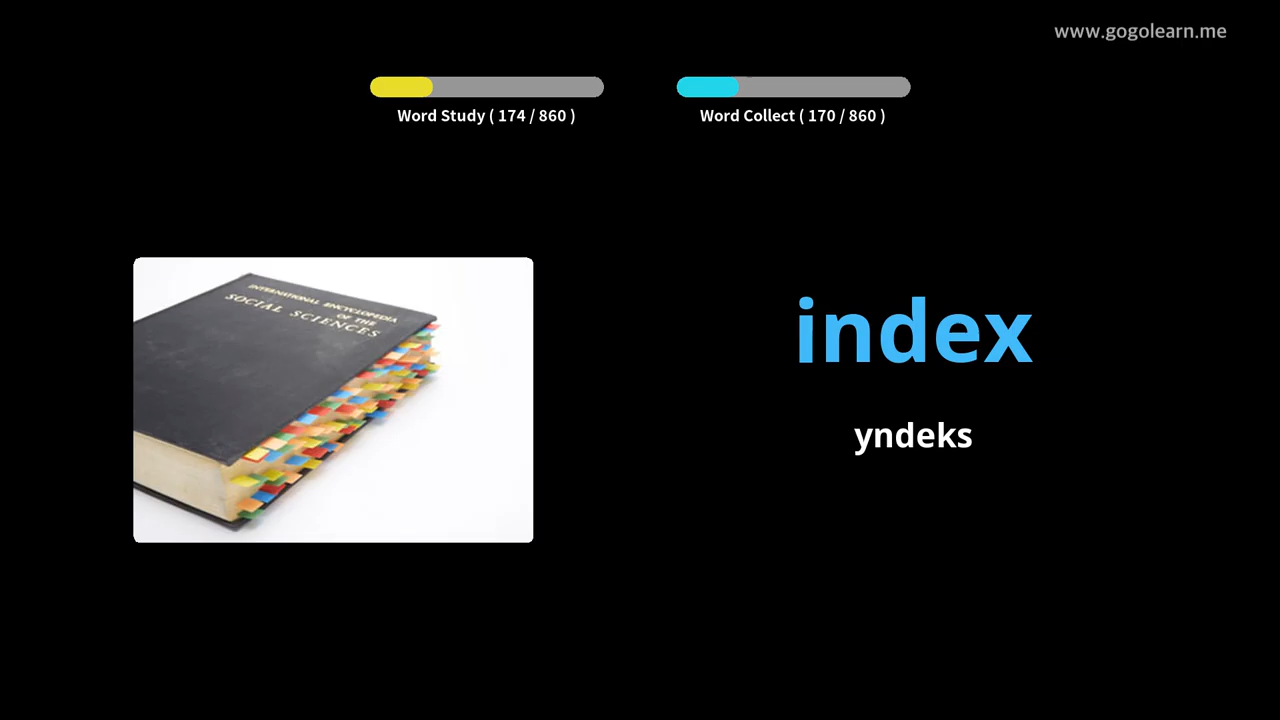 www.gogolearn.me
Word Study ( 174 / 860 )
Word Collect ( 170 / 860 )
INTERNATIONAL ENCYCLOPEDIA
OF THE
SOCIAL SCIENCES
index
yndeks